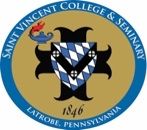 SAINT VINCENT COLLEGE & SEMINARY
1846
LATROBE, PENNSYLVANIA